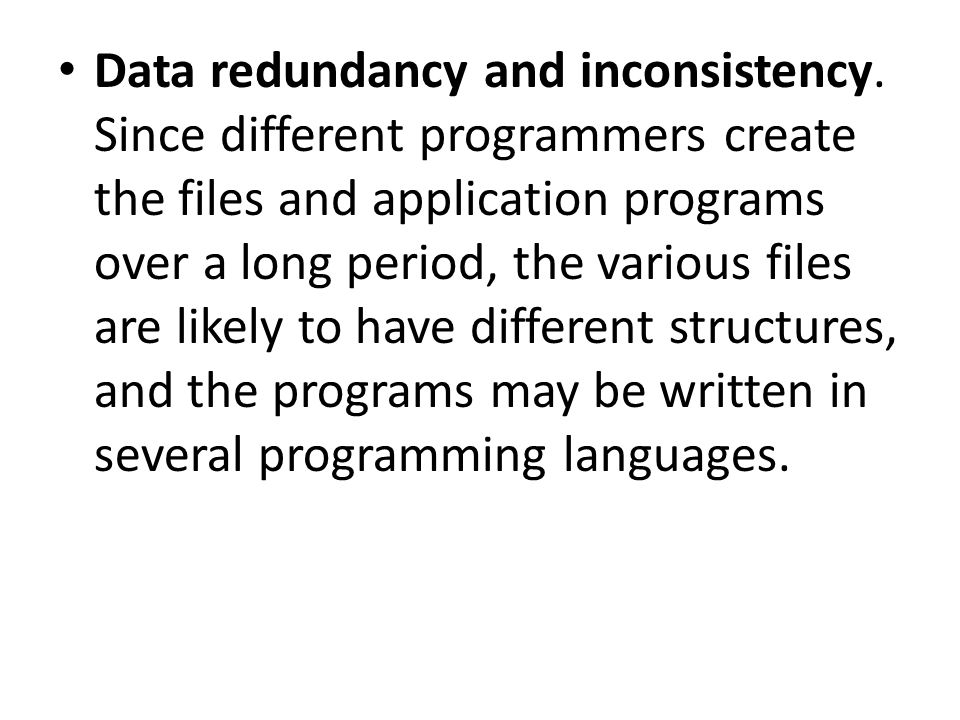 • Data redundancy and inconsistency.
Since different programmers create
the files and application programs
over a long period, the various files
are likely to have different structures,
and the programs may be written in
several programming languages.